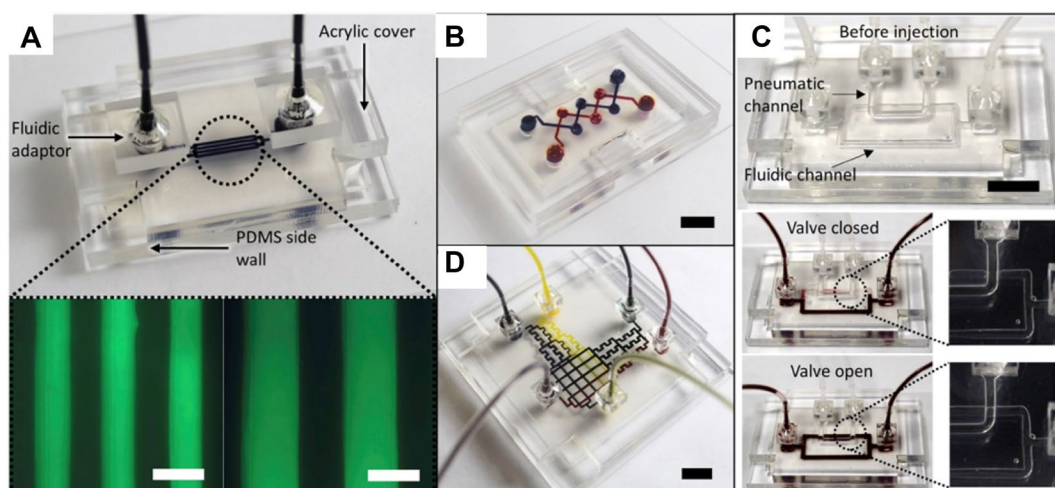 A
Acrylic cover
Fluidic
adaptor
PDMS side
wall
B
C
Before injection
Pneumatic
channel
Fluidic channel
Valve closed
Valve open
D